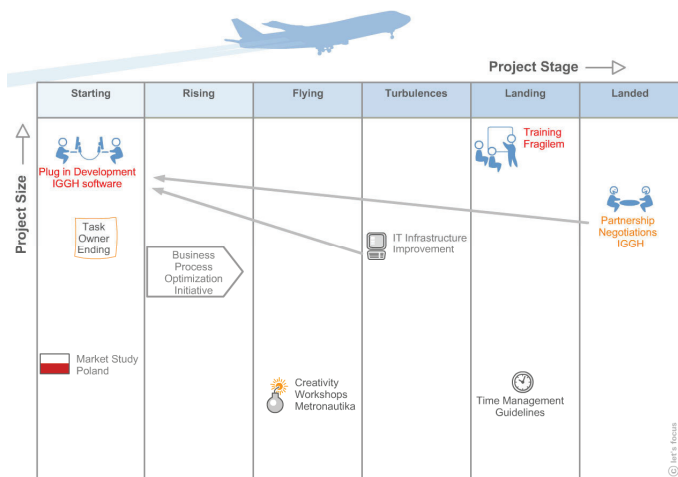 Project Stage
Starting
Rising
Flying
Turbulences
Landing
Landed
Project Size
Plug in Development
IGGH software
Training
Fragilem
Partnership
Negotiations
IGGH
Task
Owner
Ending
IT Infrastructure
Improvement
Business
Process
Optimization
Initiative
Market Study
Poland
Creativity
Workshops
Metronautika
Time Management
Guidelines
(c) let's focus